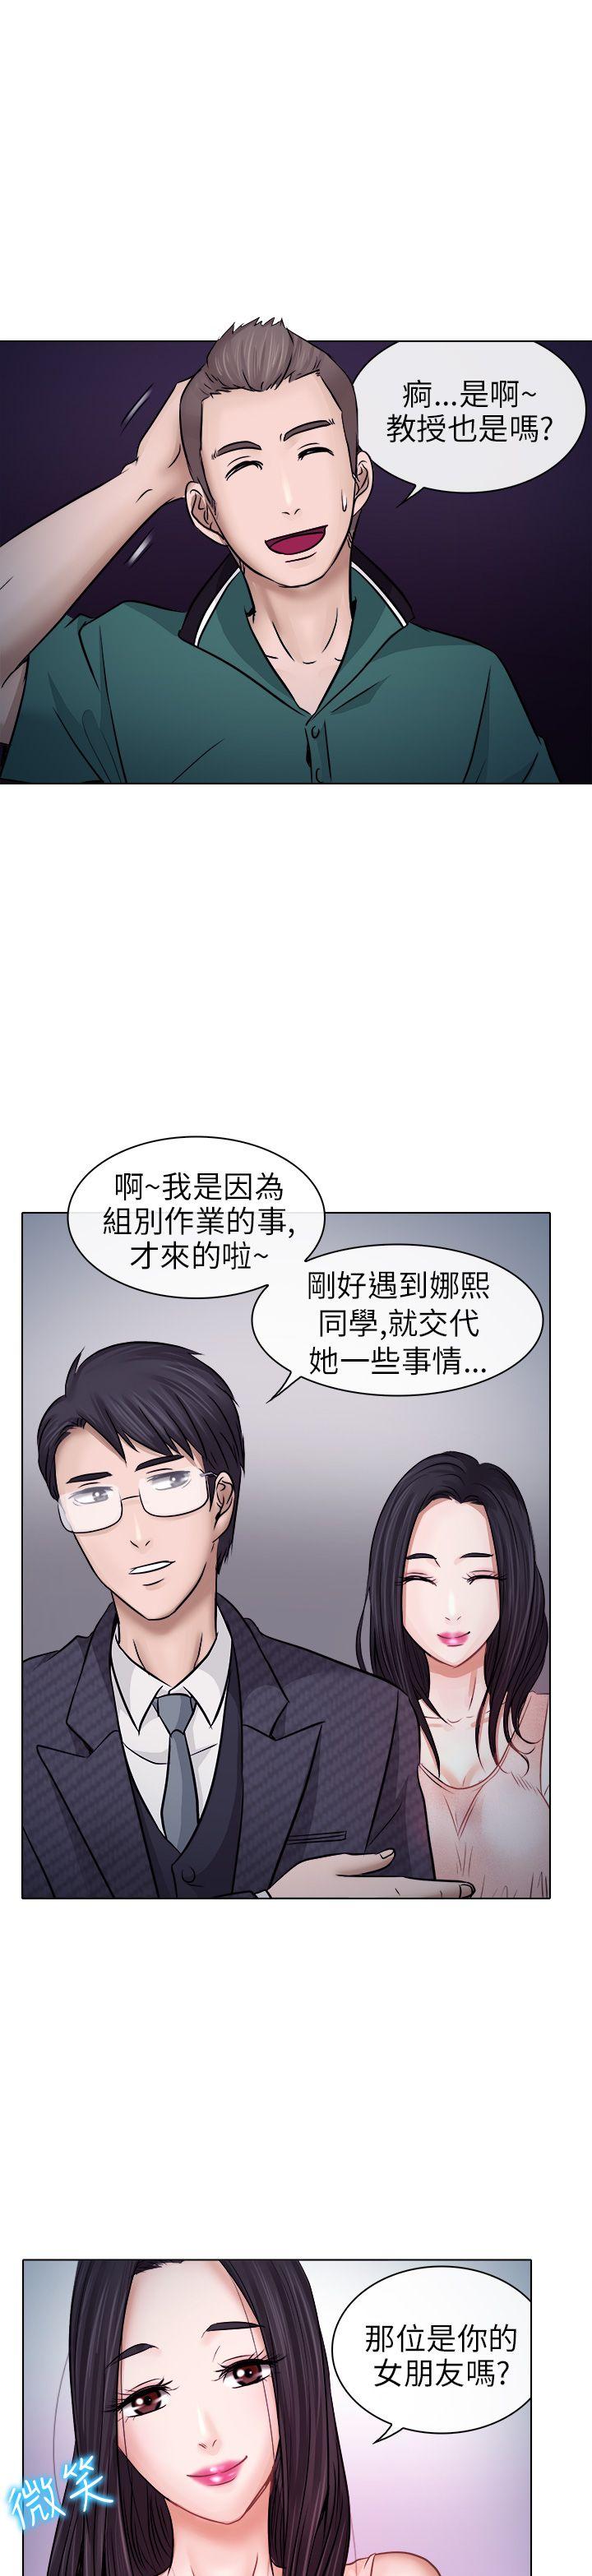 痾...是啊~
教授也是嗎?
啊~我是因為
組別作業的事,
才來的啦~
剛好遇到娜熙
同學,就交代
她一些事情...
那位是你的
女朋友嗎?
微笑